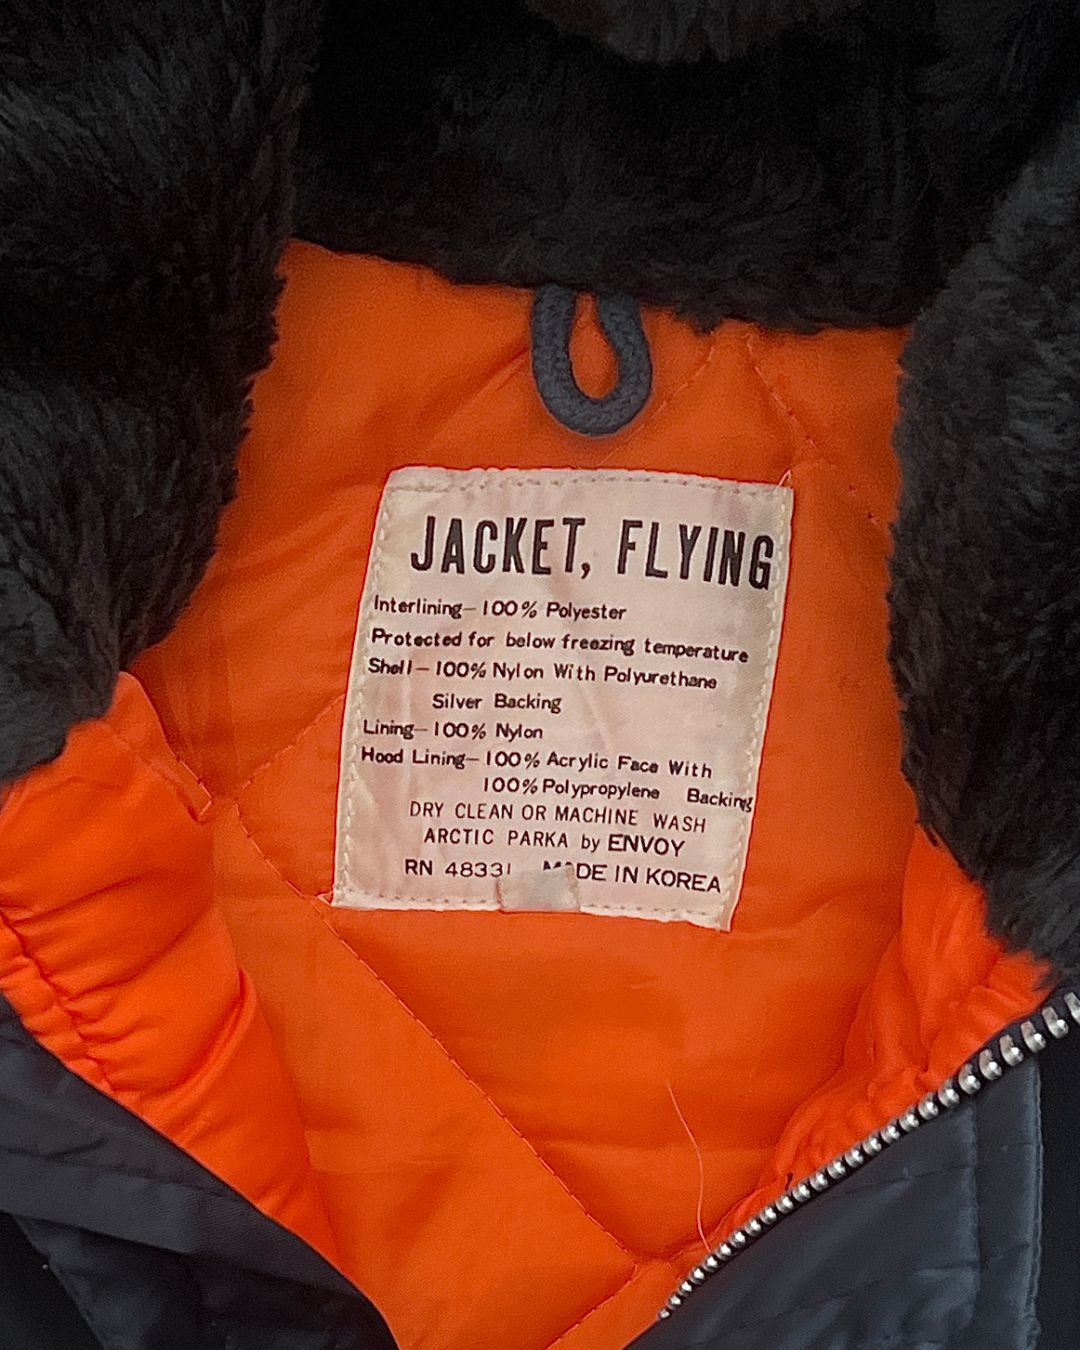 JACKET, FLYING
Interlining- 100% Polyester
Protected for below freezing temperature
Shell- 100% Nylon With Polyurethane
Silver Backing
Lining- 100% Nylon
Hood Lining- 100% Acrylic Face With
100% Polypropylene Backing
DRY CLEAN OR MACHINE WASH
ARCTIC PARKA by ENVOY
RN 48331 MADE IN KOREA